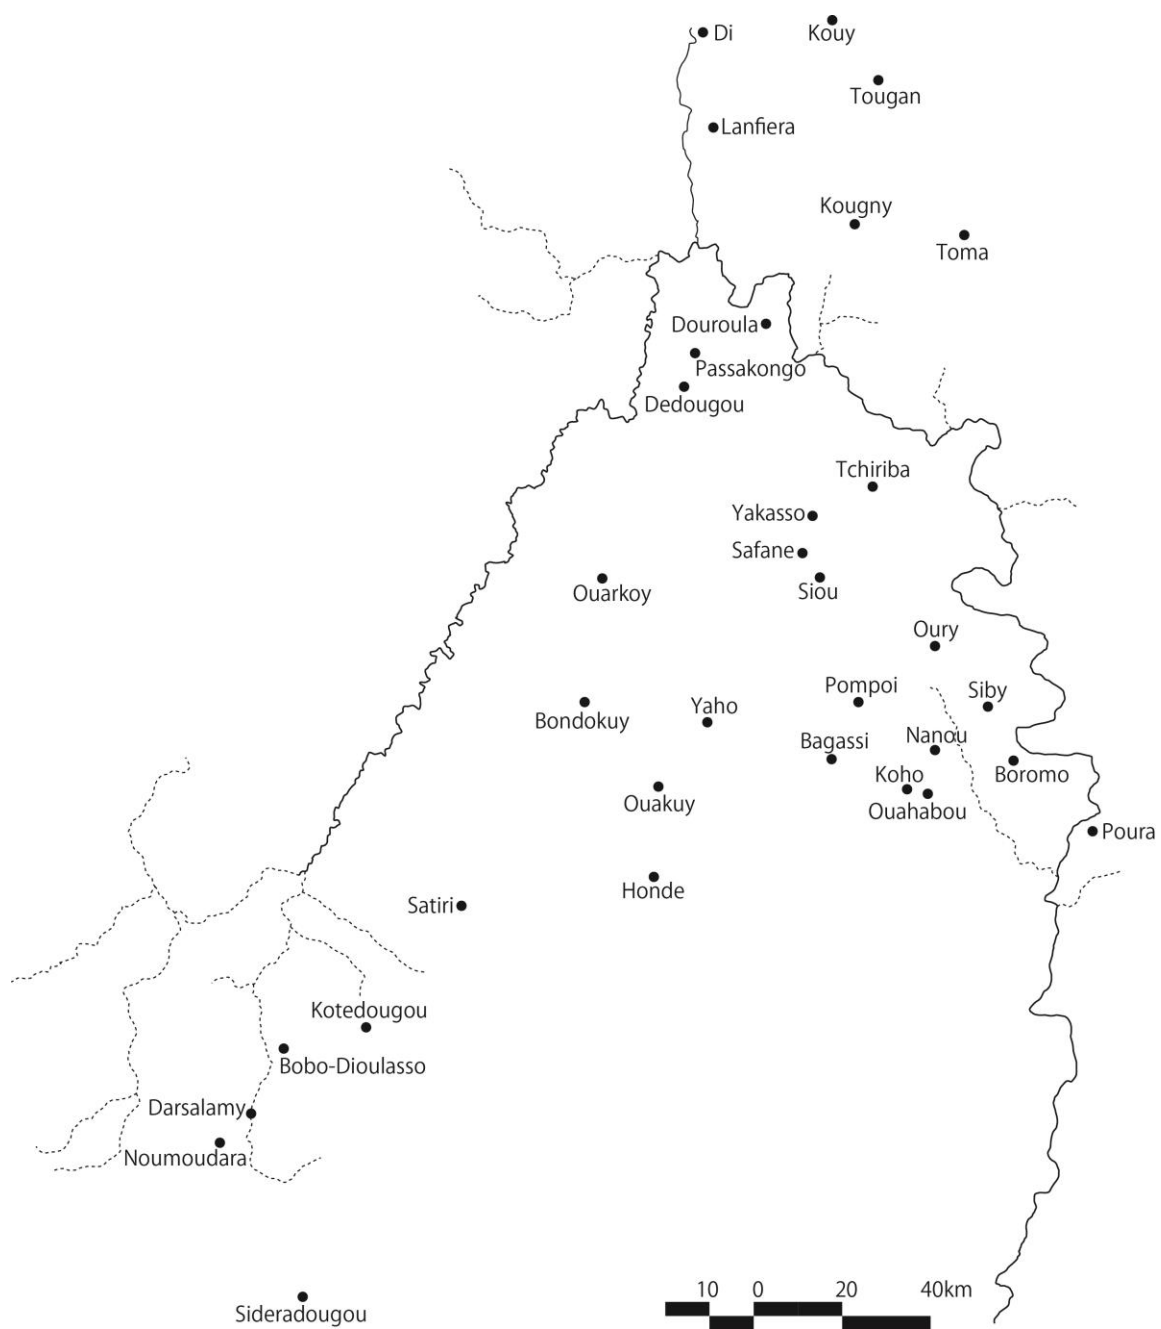 Di
Kouy
Tougan
Lanfiera
Kougny
Toma
Douroula
Passakongo
Dedougou
Tchiriba
Yakasso
Safane
Siou
Ouarkoy
Oury
Pompoi
Siby
Bondokuy
Yaho
Nanou
Bagassi
Boromo
Koho
Ouakuy
Ouahabou
Poura
Honde
Satiri
Kotedougou
Bobo-Dioulasso
Darsalamy
Noumoudara
10 0 20 40km
Sideradougou